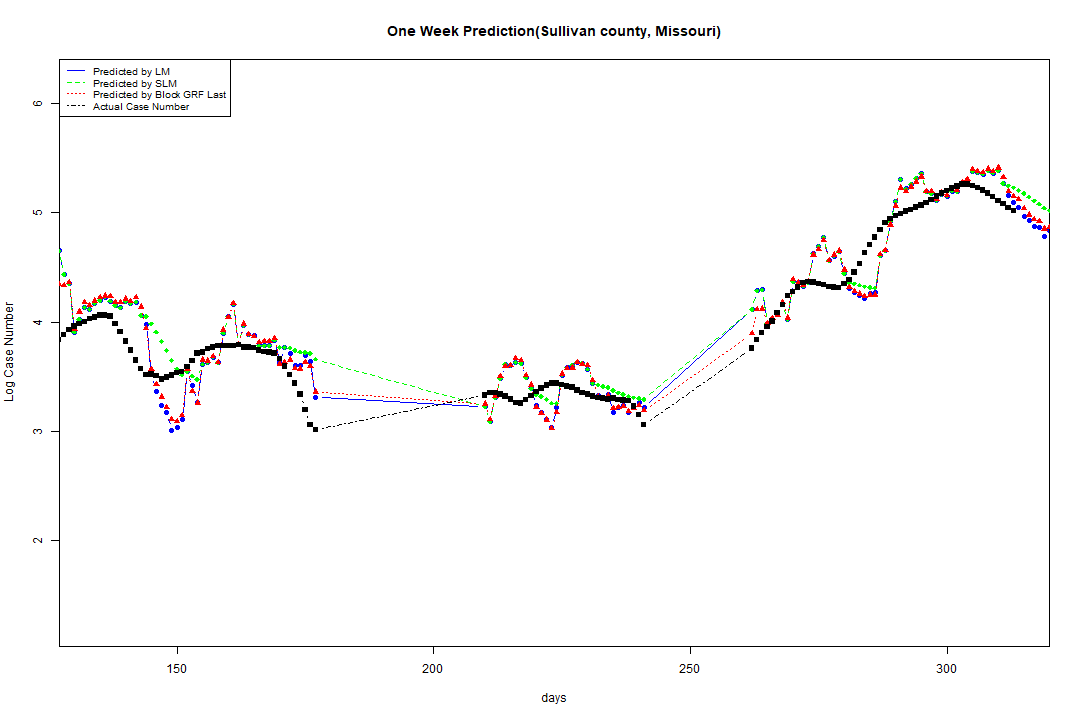 One Week Prediction(Sullivan county, Missouri)
Predicted by LM
Predicted by SLM
Predicted by Block GRF Last
Actual Case Number
Log Case Number
6
5
4
3
2
150
200
250
300
days